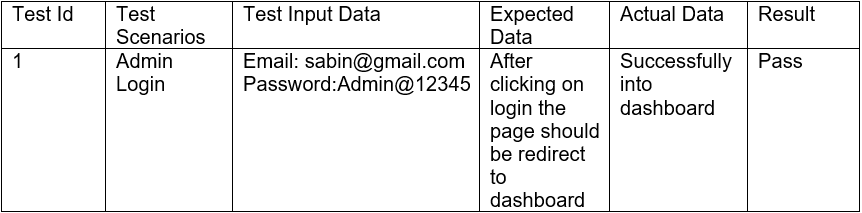 Test Id
Test
Scenarios
Test Input Data
Expected
Data
Actual Data
Result
1
Admin
Login
Email: sabin@gmail.com
Password:Admin@12345
After
clicking on
login the
page should
be redirect
to
dashboard
Successfully
into
dashboard
Pass